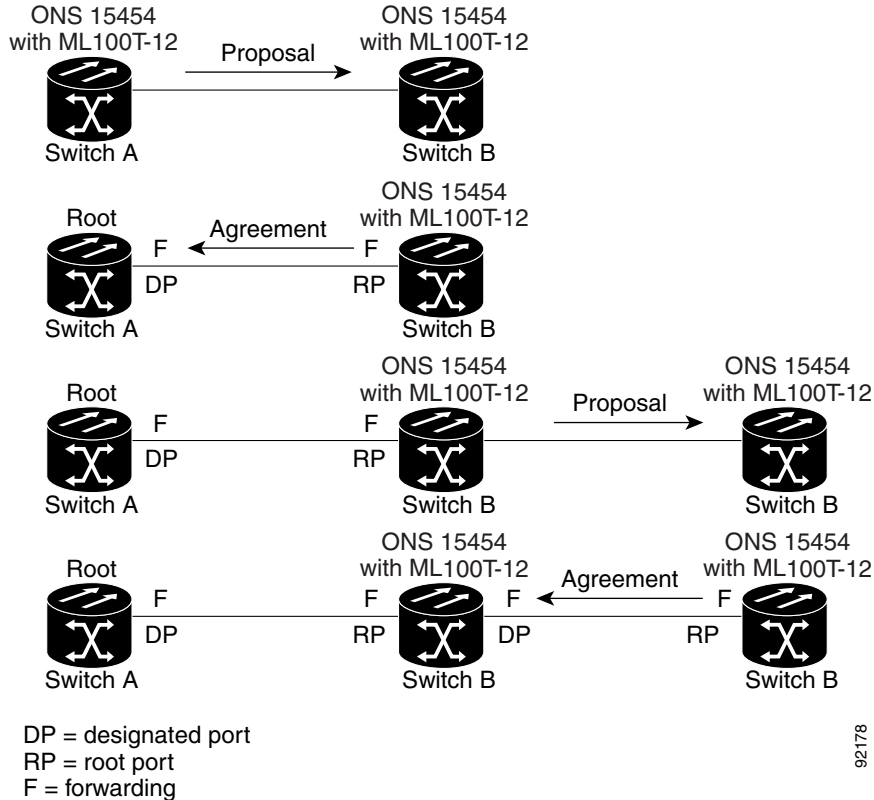 ONS 15454
with ML100T-12
ONS 15454
with ML100T-12
Proposal
Switch A
Switch B
ONS 15454
with ML100T-12
Root
Agreement
F
F
DP
RP
Switch A
Switch B
ONS 15454
with ML100T-12
ONS 15454
with ML100T-12
Root
Proposal
F
F
DP
RP
Switch A
Switch B
Switch B
ONS 15454
with ML100T-12
ONS 15454
with ML100T-12
Root
Agreement
F
F
F
F
DP
RP
DP
RP
Switch A
Switch B
Switch B
DP = designated port
RP = root port
F = forwarding
92178